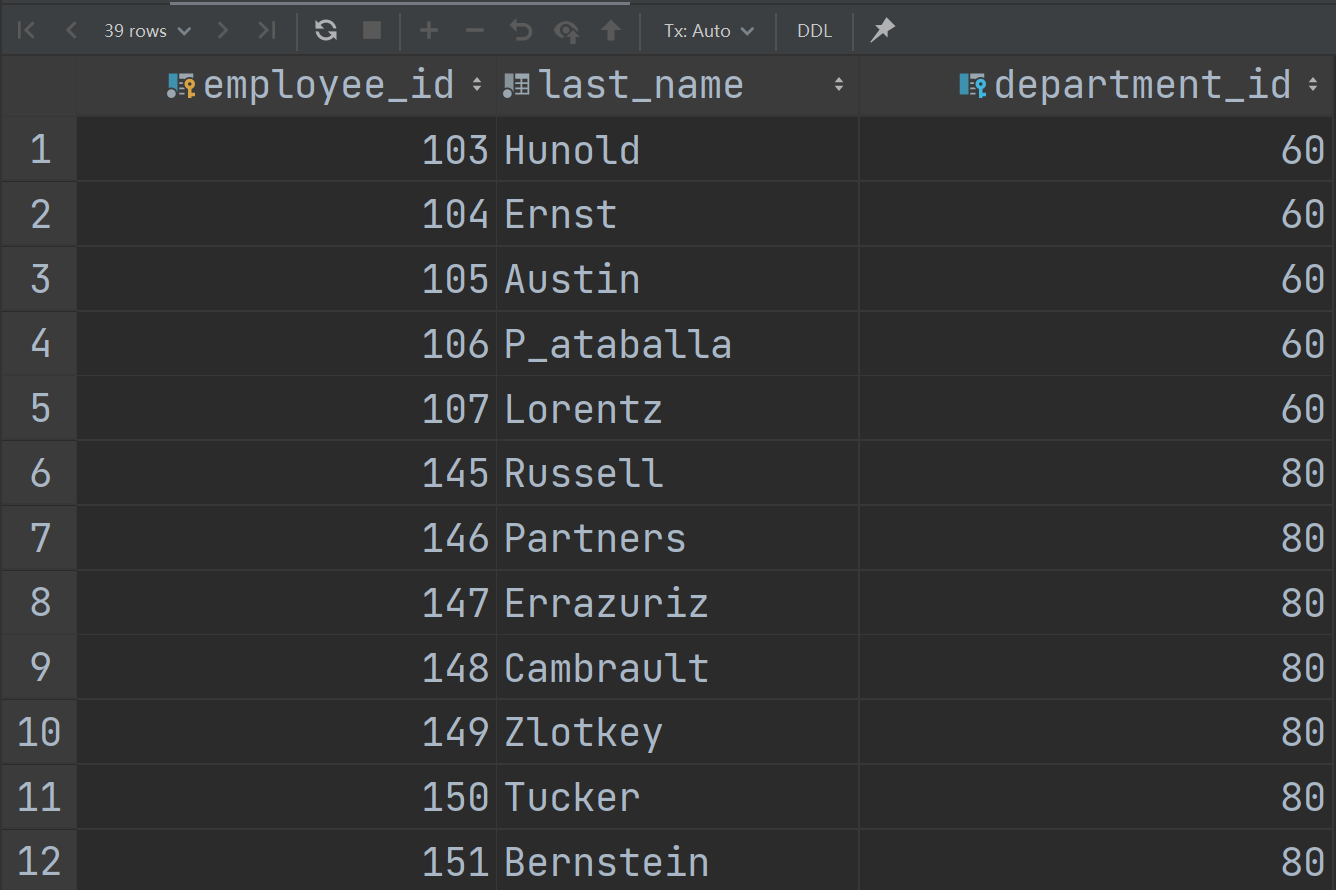 39 rows Tx: Auto DDL
employee_id last_name department_id
1 103 Hunold 60
2 104 Ernst 60
3 105 Austin 60
4 106 P_ataballa 60
5 107 Lorentz 60
6 145 Russell 80
7 146 Partners 80
8 147 Errazuriz 80
9 148 Cambrault 80
10 149 Zlotkey 80
11 150 Tucker 80
12 151 Bernstein 80